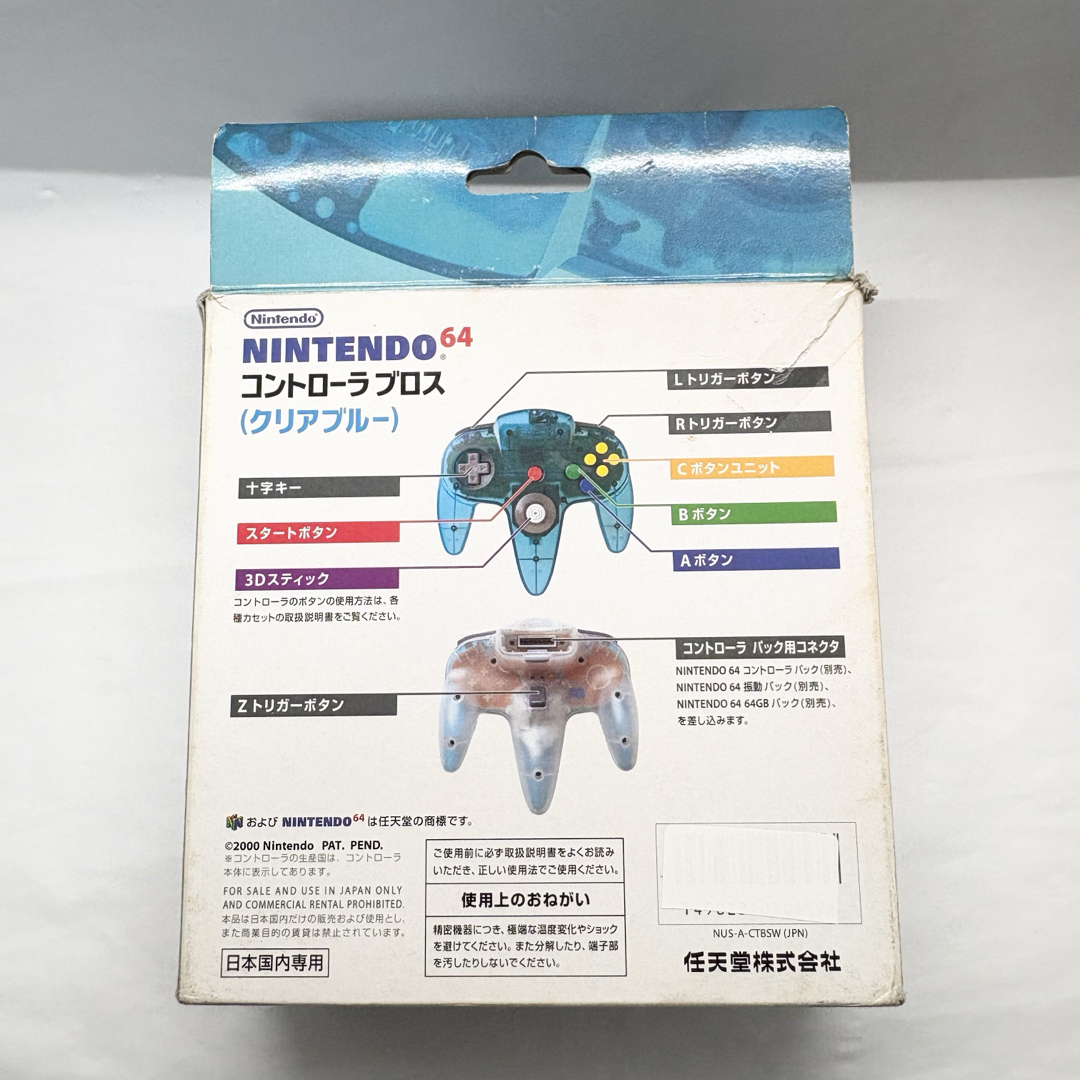 Nintendo
NINTENDO64
コントローラ ブロス
(クリアブルー)
Lトリガーボタン
Rトリガーボタン
Cボタンユニット
Bボタン
Aボタン
十字キー
スタートボタン
3Dスティック
コントローラのボタンの使用方法は、各
種カセットの取扱説明書をご覧ください。
コントローラ パック用コネクタ
NINTENDO 64 コントローラ パック(別売)、
NINTENDO 64 振動パック(別売)、
NINTENDO 64 64GBパック(別売)、
を差し込みます。
Zトリガーボタン
および NINTENDO64 は任天堂の商標です。
©2000 Nintendo PAT. PEND.
※コントローラの生産国は、コントローラ
本体に表示してあります。
FOR SALE AND USE IN JAPAN ONLY
AND COMMERCIAL RENTAL PROHIBITED.
本品は日本国内だけの販売および使用とし、
また商業目的の賃貸は禁止されています。
日本国内専用
ご使用前に必ず取扱説明書をよくお読み
いただき、正しい使用法でご使用ください。
使用上のおねがい
精密機器につき、極端な温度変化やショック
を避けてください。また分解したり、端子部
を汚したりしないでください。
NUS-A-CTBSW (JPN)
任天堂株式会社